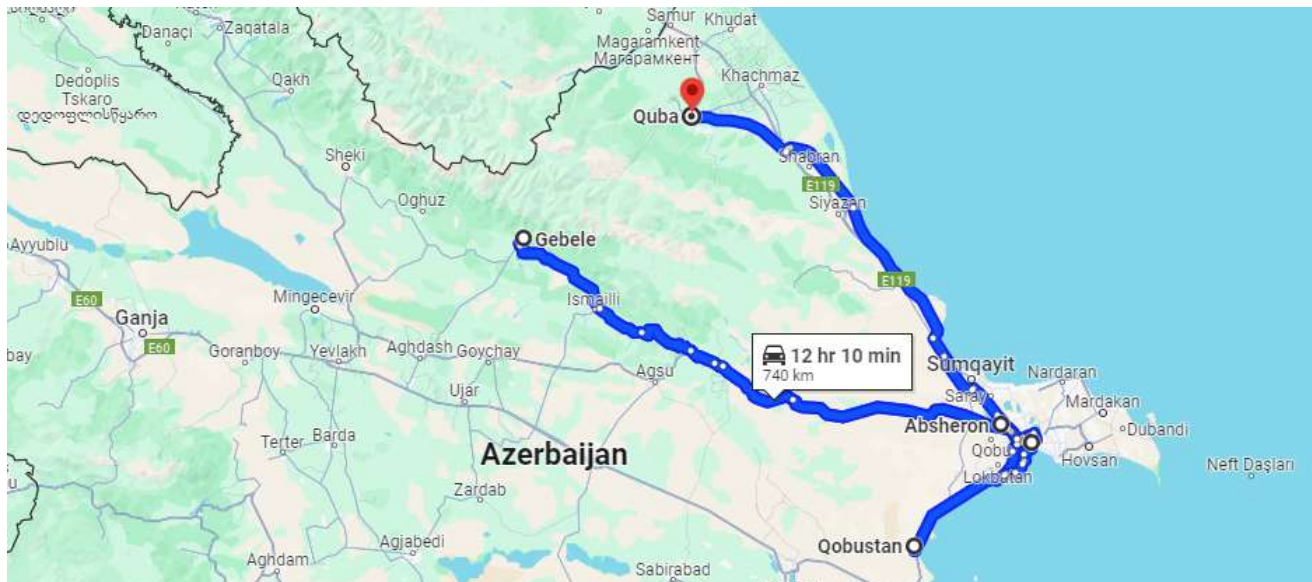 Samur
Khudat
Danaçi
Zaqatala
Magaramkent
Магарамкент
Dedoplis
Tskaro
დედოფლისწყარო
Qakh
Khachmaz
Quba
Sheki
Shabran
E119
Oghuz
Siyazan
Gebele
Ayyublu
E119
E60
Mingecevir
Ismailli
Ganja
12 hr 10 min
740 km
E60
Goranboy
Yevlakh
Aghdash
Goychay
Sumqayit
Nardaran
bay
Agsu
Saray
Mardakan
Ujar
Absheron
Dubandi
Terter
Barda
Azerbaijan
Qobu
Hovsan
Lokbatan
Neft Daşları
Zardab
Agjabedi
Qobustan
Aghdam
Sabirabad